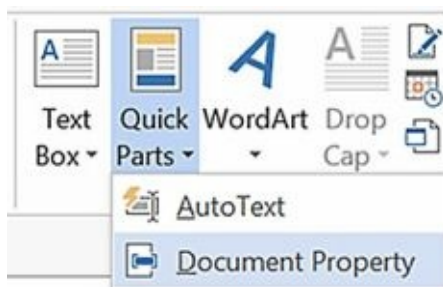 Text Quick WordArt Drop
Box Parts Cap
AutoText
Document Property